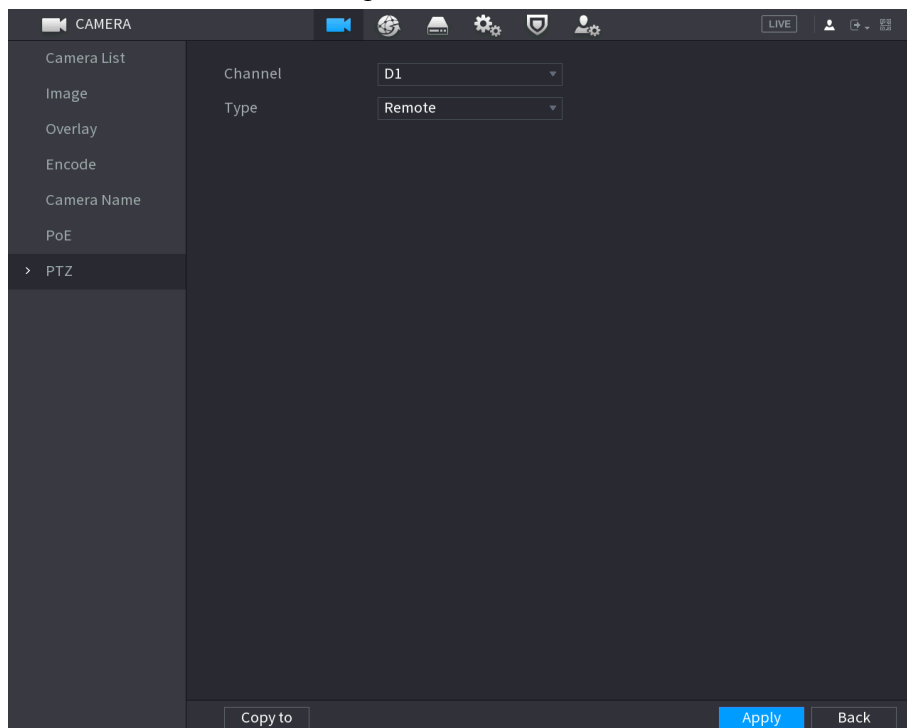 CAMERA
LIVE
Camera List
Image
Overlay
Encode
Camera Name
PoE
PTZ
Channel D1
Type Remote
Copy to Apply Back